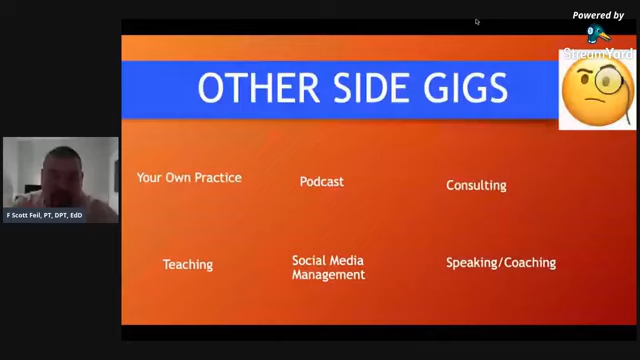 Powered by
StreamYard
OTHER SIDE GIGS
Your Own Practice
Podcast
Consulting
Teaching
Social Media
Management
Speaking/Coaching
F Scott Feil, PT, DPT, EdD